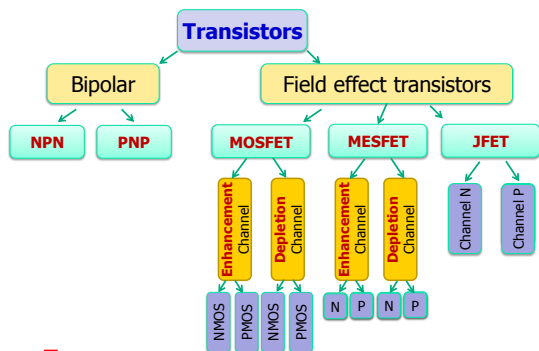 Transistors
Bipolar
Field effect transistors
NPN
PNP
MOSFET
MESFET
JFET
Enhancement
Channel
Depletion
Channel
Enhancement
Channel
Depletion
Channel
Channel N
Channel P
NMOS
PMOS
NMOS
PMOS
N
P
N
P